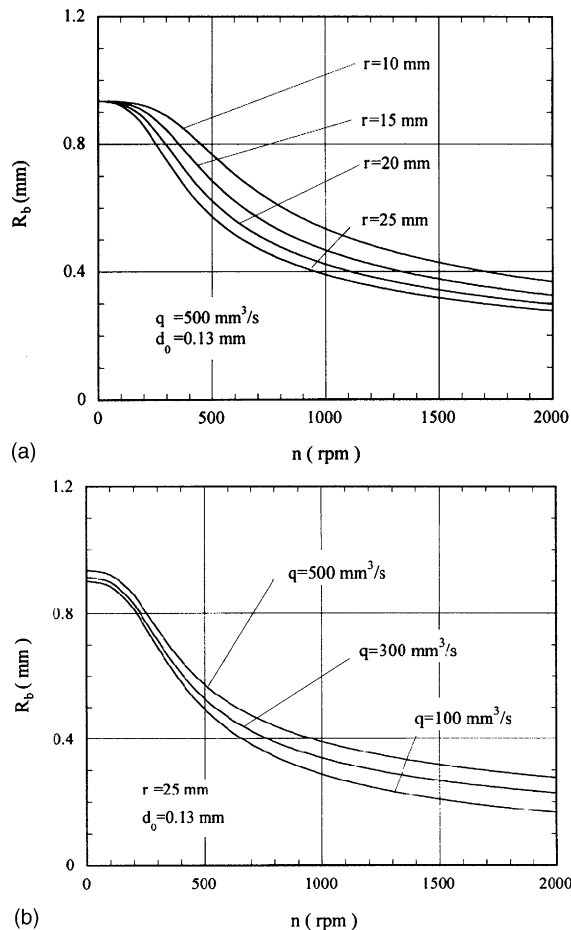 1.2
r=10 mm
r=15 mm
0.8
r=20 mm
R_b (mm)
r=25 mm
0.4
q =500 mm³/s
d_o=0.13 mm
0
0 500 1000 1500 2000
(a)
n ( rpm )
1.2
q=500 mm³/s
0.8
q=300 mm³/s
R_b ( mm )
q=100 mm³/s
0.4
r =25 mm
d_o=0.13 mm
0
0 500 1000 1500 2000
(b)
n ( rpm )